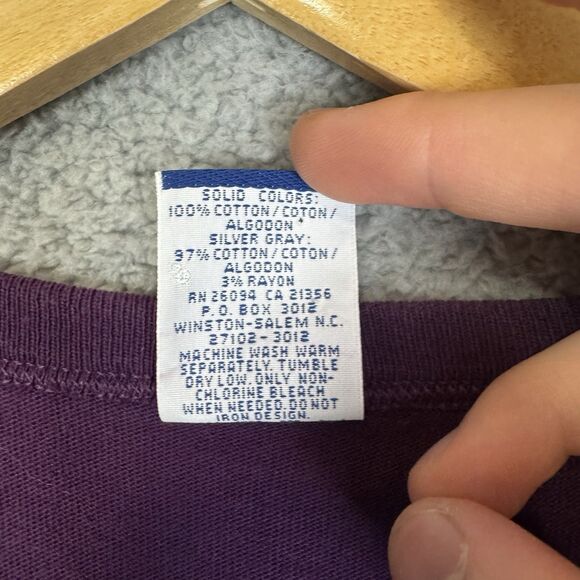 SOLID COLORS:
100% COTTON/COTON/
ALGODON
SILVER GRAY:
97% COTTON/COTON/
ALGODON
3% RAYON
RN 26094 CA 21356
P.O. BOX 3012
WINSTON-SALEM N.C.
27102-3012
MACHINE WASH WARM
SEPARATELY. TUMBLE
DRY LOW. ONLY NON-
CHLORINE BLEACH
WHEN NEEDED. DO NOT
IRON DESIGN.